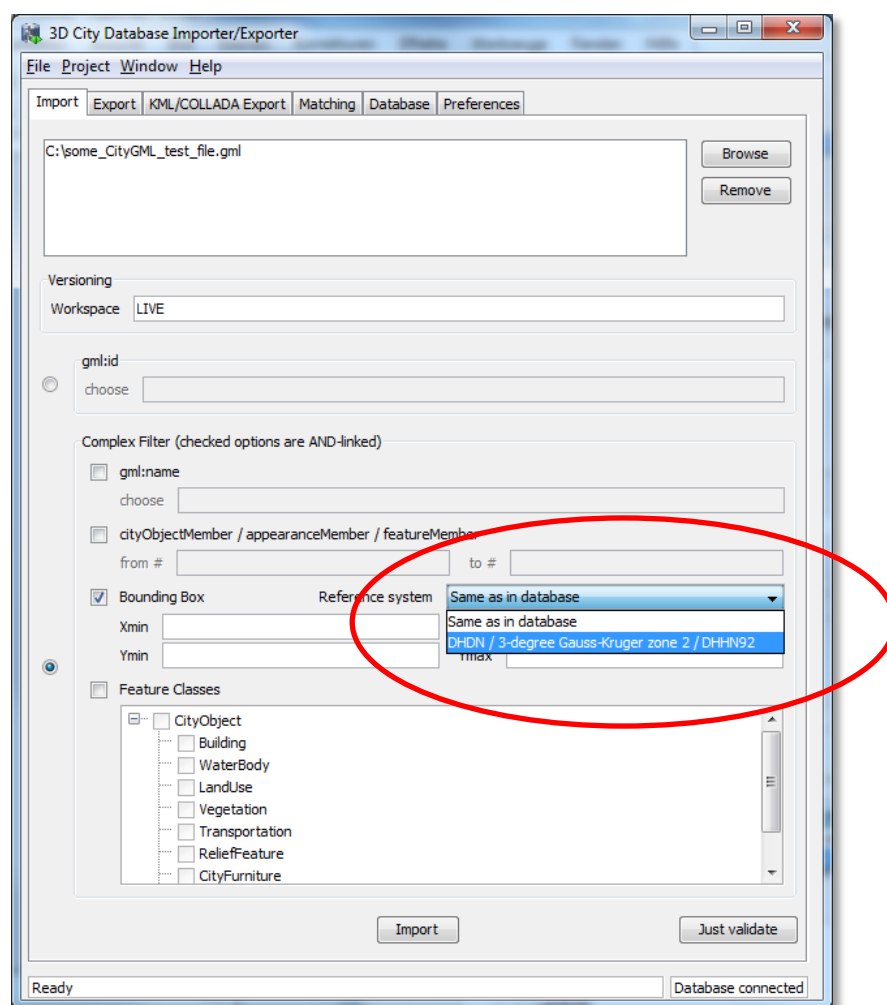 3D City Database Importer/Exporter
File Project Window Help
Import Export KML/COLLADA Export Matching Database Preferences
C:\some_CityGML_test_file.gml
Browse
Remove
Versioning
Workspace LIVE
gml:id
choose
Complex Filter (checked options are AND-linked)
gml:name
choose
cityObjectMember / appearanceMember / featureMember
from # to #
Bounding Box Reference system Same as in database
Xmin Same as in database
DHDN / 3-degree Gauss-Kruger zone 2 / DHHN92
Ymin Ymax
Feature Classes
CityObject
Building
WaterBody
LandUse
Vegetation
Transportation
ReliefFeature
CityFurniture
Import Just validate
Ready Database connected